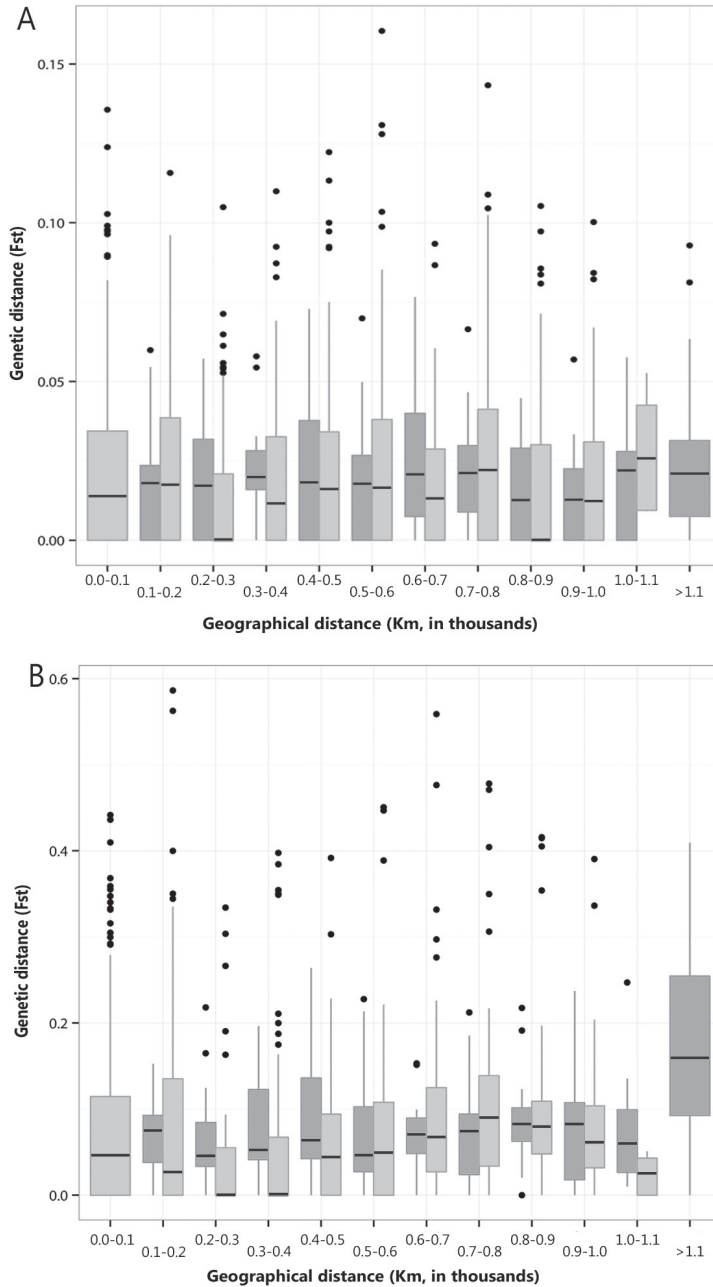 A
0.15
0.10
0.05
0.00
Genetic distance (Fst)
0.0–0.1 0.2–0.3 0.4–0.5 0.6–0.7 0.8–0.9 1.0–1.1
0.1–0.2 0.3–0.4 0.5–0.6 0.7–0.8 0.9–1.0 >1.1
Geographical distance (Km, in thousands)
B
0.6
0.4
0.2
0.0
Genetic distance (Fst)
0.0–0.1 0.2–0.3 0.4–0.5 0.6–0.7 0.8–0.9 1.0–1.1
0.1–0.2 0.3–0.4 0.5–0.6 0.7–0.8 0.9–1.0 >1.1
Geographical distance (Km, in thousands)